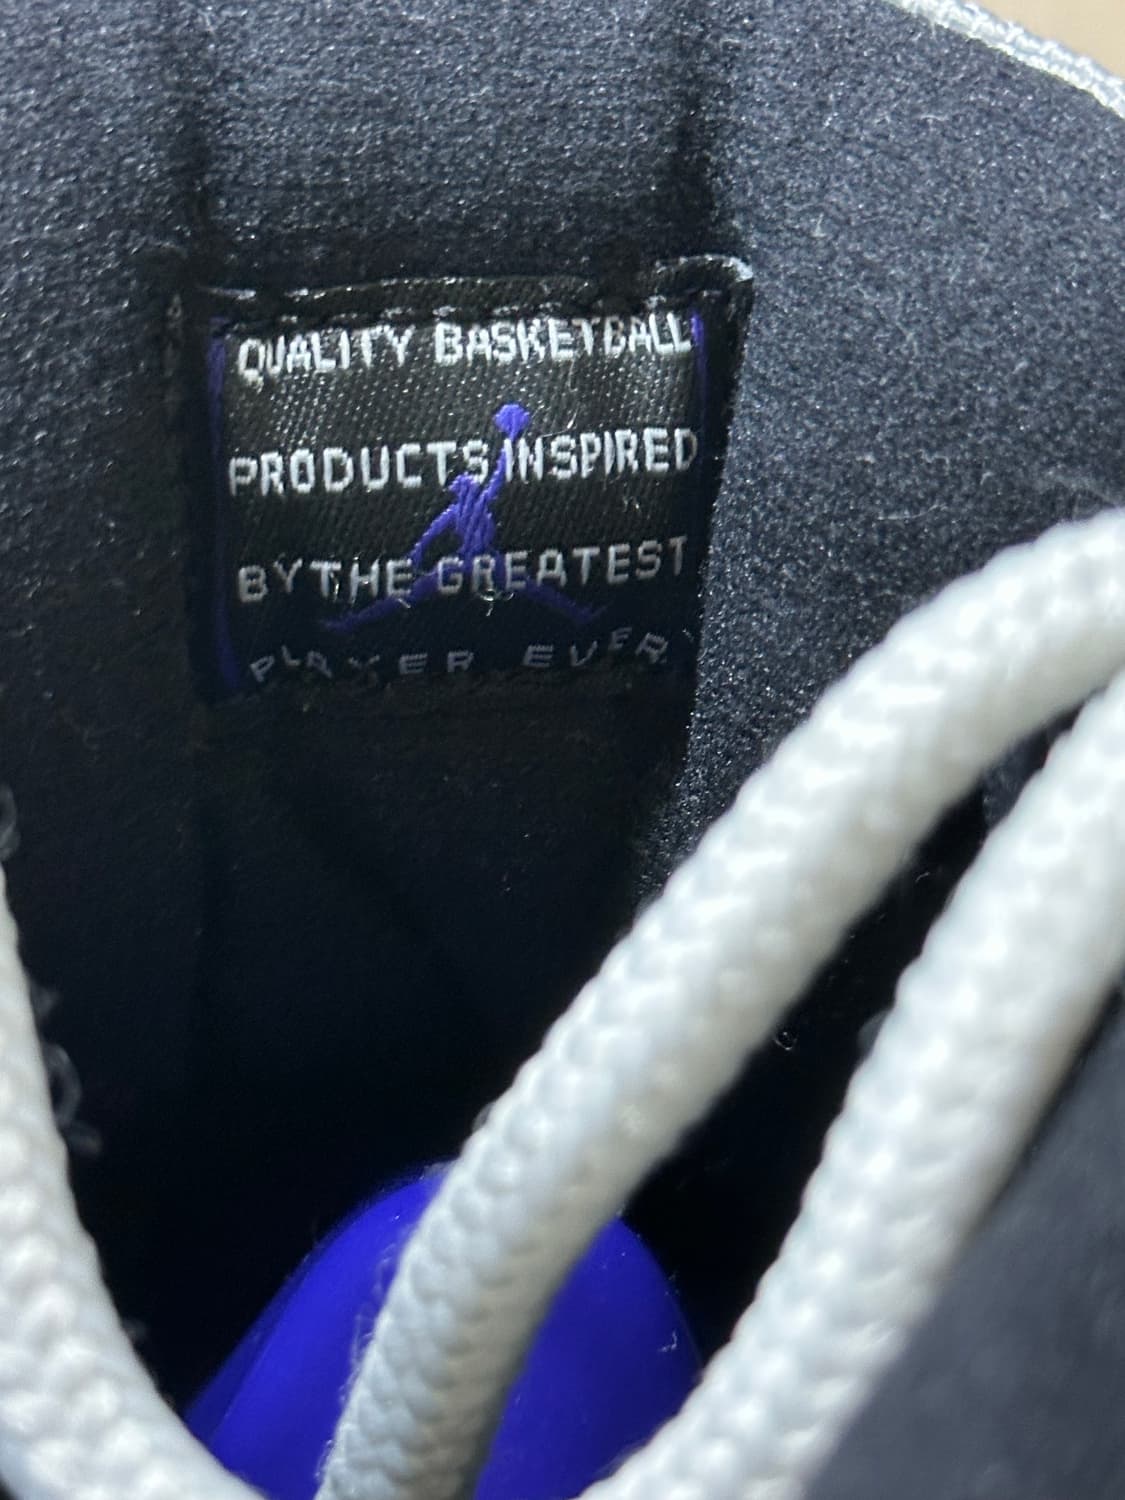 QUALITY BASKETBALL
PRODUCTS INSPIRED
BY THE GREATEST
PLAYER EVER